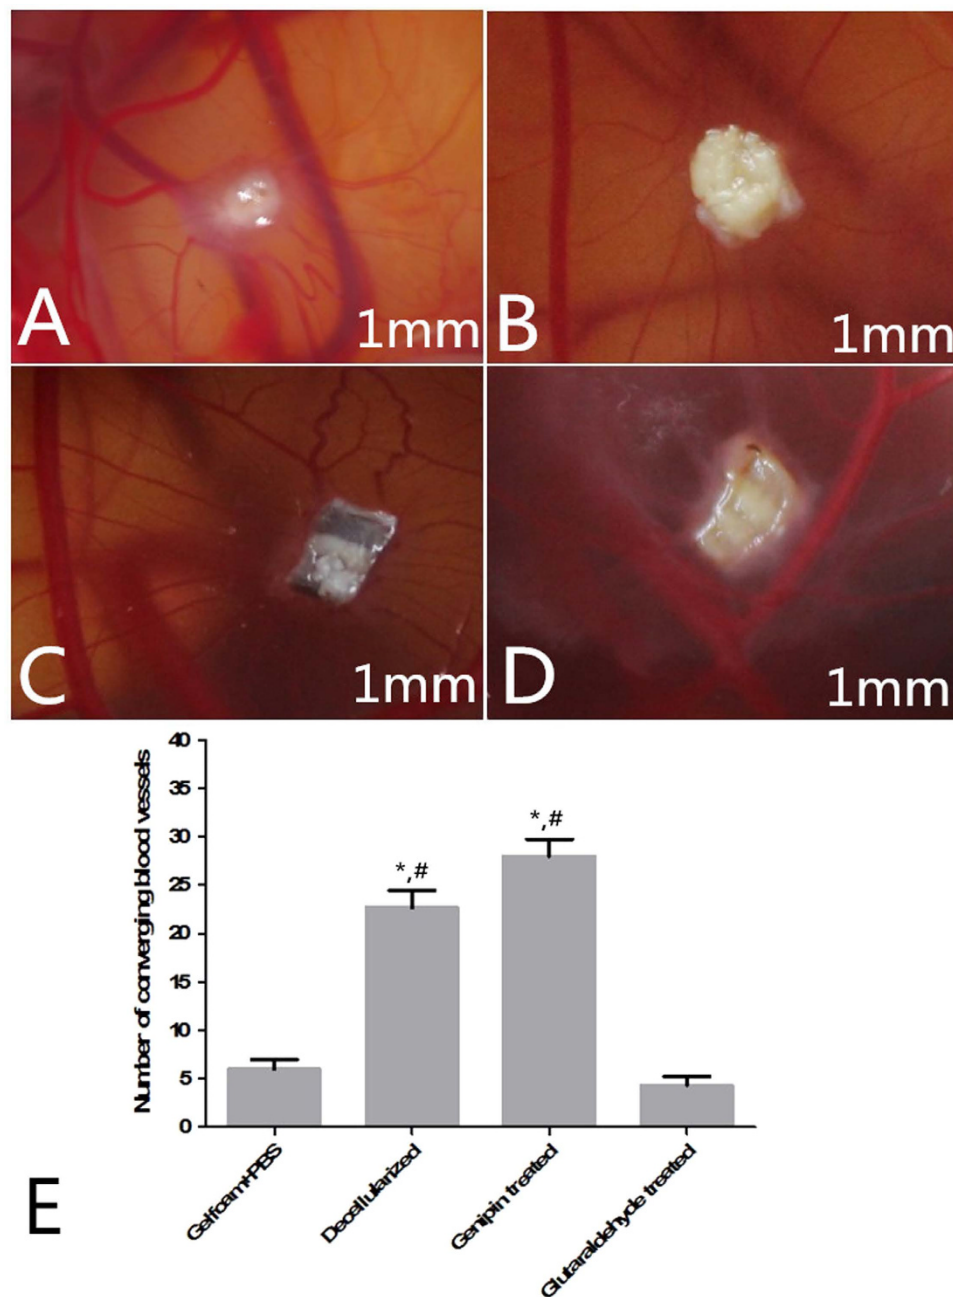 A
1mm
B
1mm
C
1mm
D
1mm
Number of converging blood vessels
40
35
30
25
20
15
10
5
0
*,#
*,#
Gelfoam+PBS
Decellularized
Genipin treated
Glutaraldehyde treated
E